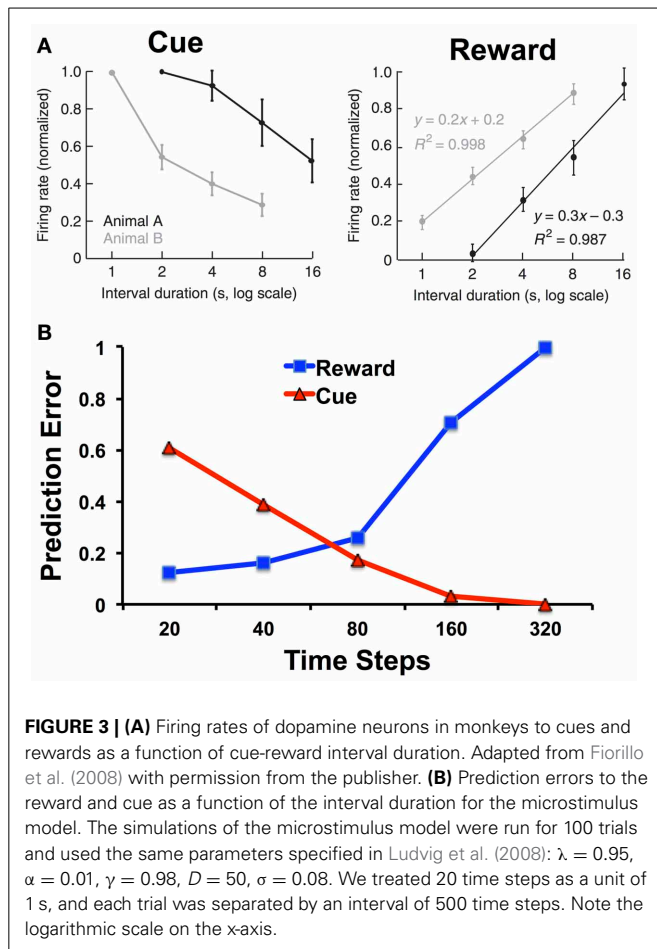 A
Cue
Reward
Firing rate (normalized)
1.0
0.8
0.6
0.4
0.2
0
Animal A
Animal B
1 2 4 8 16
Interval duration (s, log scale)
Firing rate (normalized)
1.0
0.8
0.6
0.4
0.2
0
y = 0.2x + 0.2
R² = 0.998
y = 0.3x – 0.3
R² = 0.987
1 2 4 8 16
Interval duration (s, log scale)
B
Prediction Error
1
0.8
0.6
0.4
0.2
0
Reward
Cue
20 40 80 160 320
Time Steps
FIGURE 3 | (A) Firing rates of dopamine neurons in monkeys to cues and
rewards as a function of cue-reward interval duration. Adapted from Fiorillo
et al. (2008) with permission from the publisher. (B) Prediction errors to the
reward and cue as a function of the interval duration for the microstimulus
model. The simulations of the microstimulus model were run for 100 trials
and used the same parameters specified in Ludvig et al. (2008): λ = 0.95,
α = 0.01, γ = 0.98, D = 50, σ = 0.08. We treated 20 time steps as a unit of
1 s, and each trial was separated by an interval of 500 time steps. Note the
logarithmic scale on the x-axis.